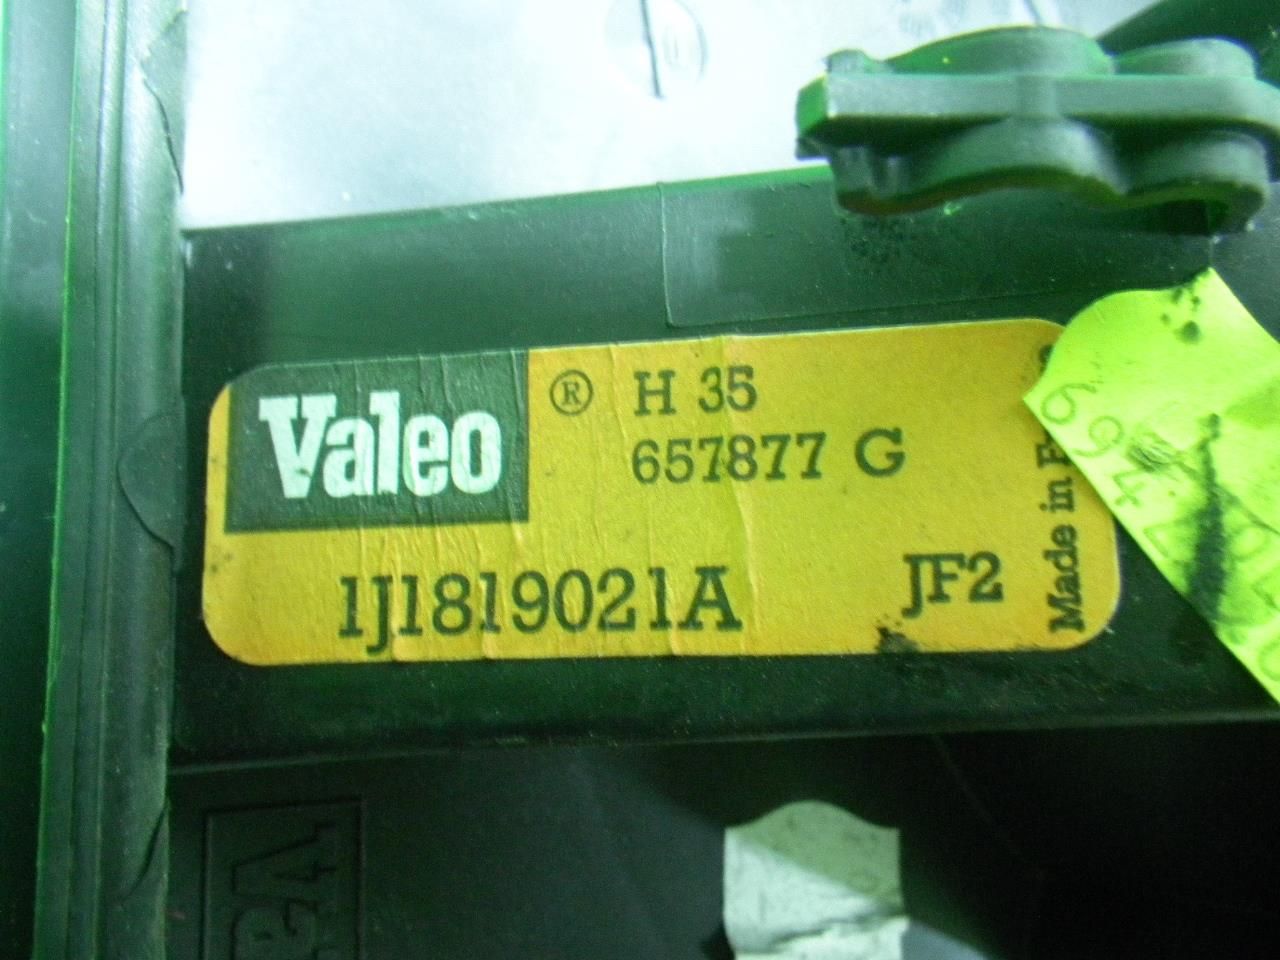 Valeo ® H 35
657877 G
1J1819021A JF2
Made in